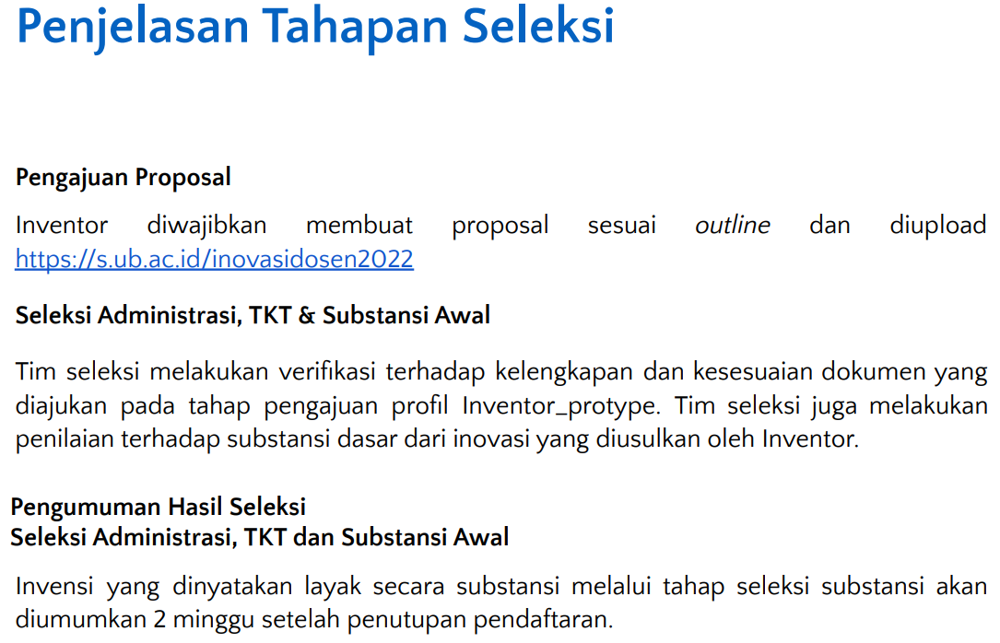 Penjelasan Tahapan Seleksi
Pengajuan Proposal
Inventor diwajibkan membuat proposal sesuai outline dan diupload
https://s.ub.ac.id/inovasidosen2022
Seleksi Administrasi, TKT & Substansi Awal
Tim seleksi melakukan verifikasi terhadap kelengkapan dan kesesuaian dokumen yang
diajukan pada tahap pengajuan profil Inventor_protype. Tim seleksi juga melakukan
penilaian terhadap substansi dasar dari inovasi yang diusulkan oleh Inventor.
Pengumuman Hasil Seleksi
Seleksi Administrasi, TKT dan Substansi Awal
Invensi yang dinyatakan layak secara substansi melalui tahap seleksi substansi akan
diumumkan 2 minggu setelah penutupan pendaftaran.